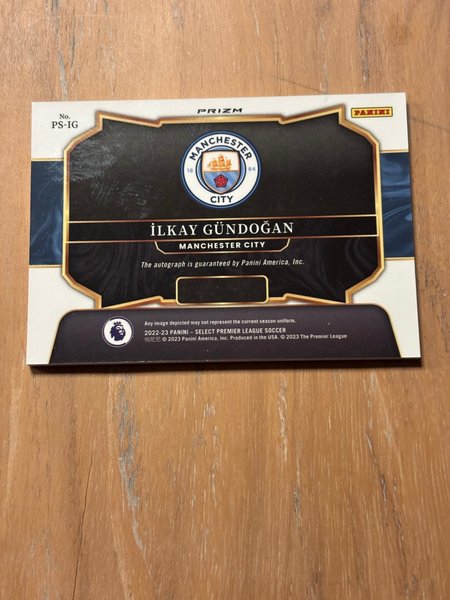 No.
PS-IG
PRIZM
PANINI
MANCHESTER
18 94
CITY
İLKAY GÜNDOĞAN
MANCHESTER CITY
The autograph is guaranteed by Panini America, Inc.
Any image depicted may not represent the current season uniform.
2022-23 PANINI – SELECT PREMIER LEAGUE SOCCER
© 2023 Panini America, Inc. Produced in the USA. © 2023 The Premier League